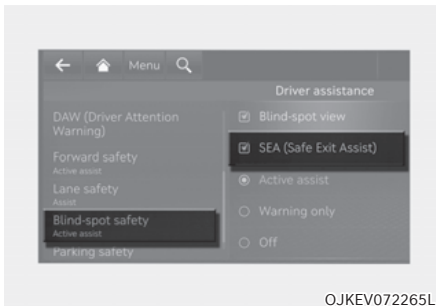 Menu
Driver assistance
DAW (Driver Attention
Warning)
Forward safety
Active assist
Lane safety
Assist
Blind-spot safety
Active assist
Parking safety
Blind-spot view
SEA (Safe Exit Assist)
Active assist
Warning only
Off
OJKEV072265L